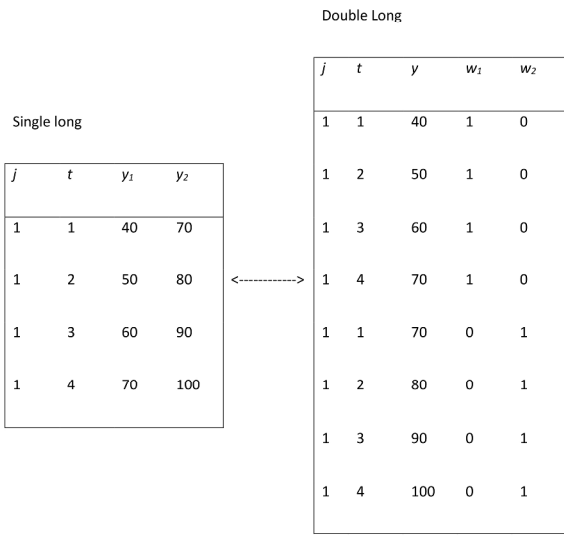 Double Long
j t y w₁ w₂
1 1 40 1 0
1 2 50 1 0
1 3 60 1 0
1 4 70 1 0
1 1 70 0 1
1 2 80 0 1
1 3 90 0 1
1 4 100 0 1
Single long
j t y₁ y₂
1 1 40 70
1 2 50 80
1 3 60 90
1 4 70 100
<------------>